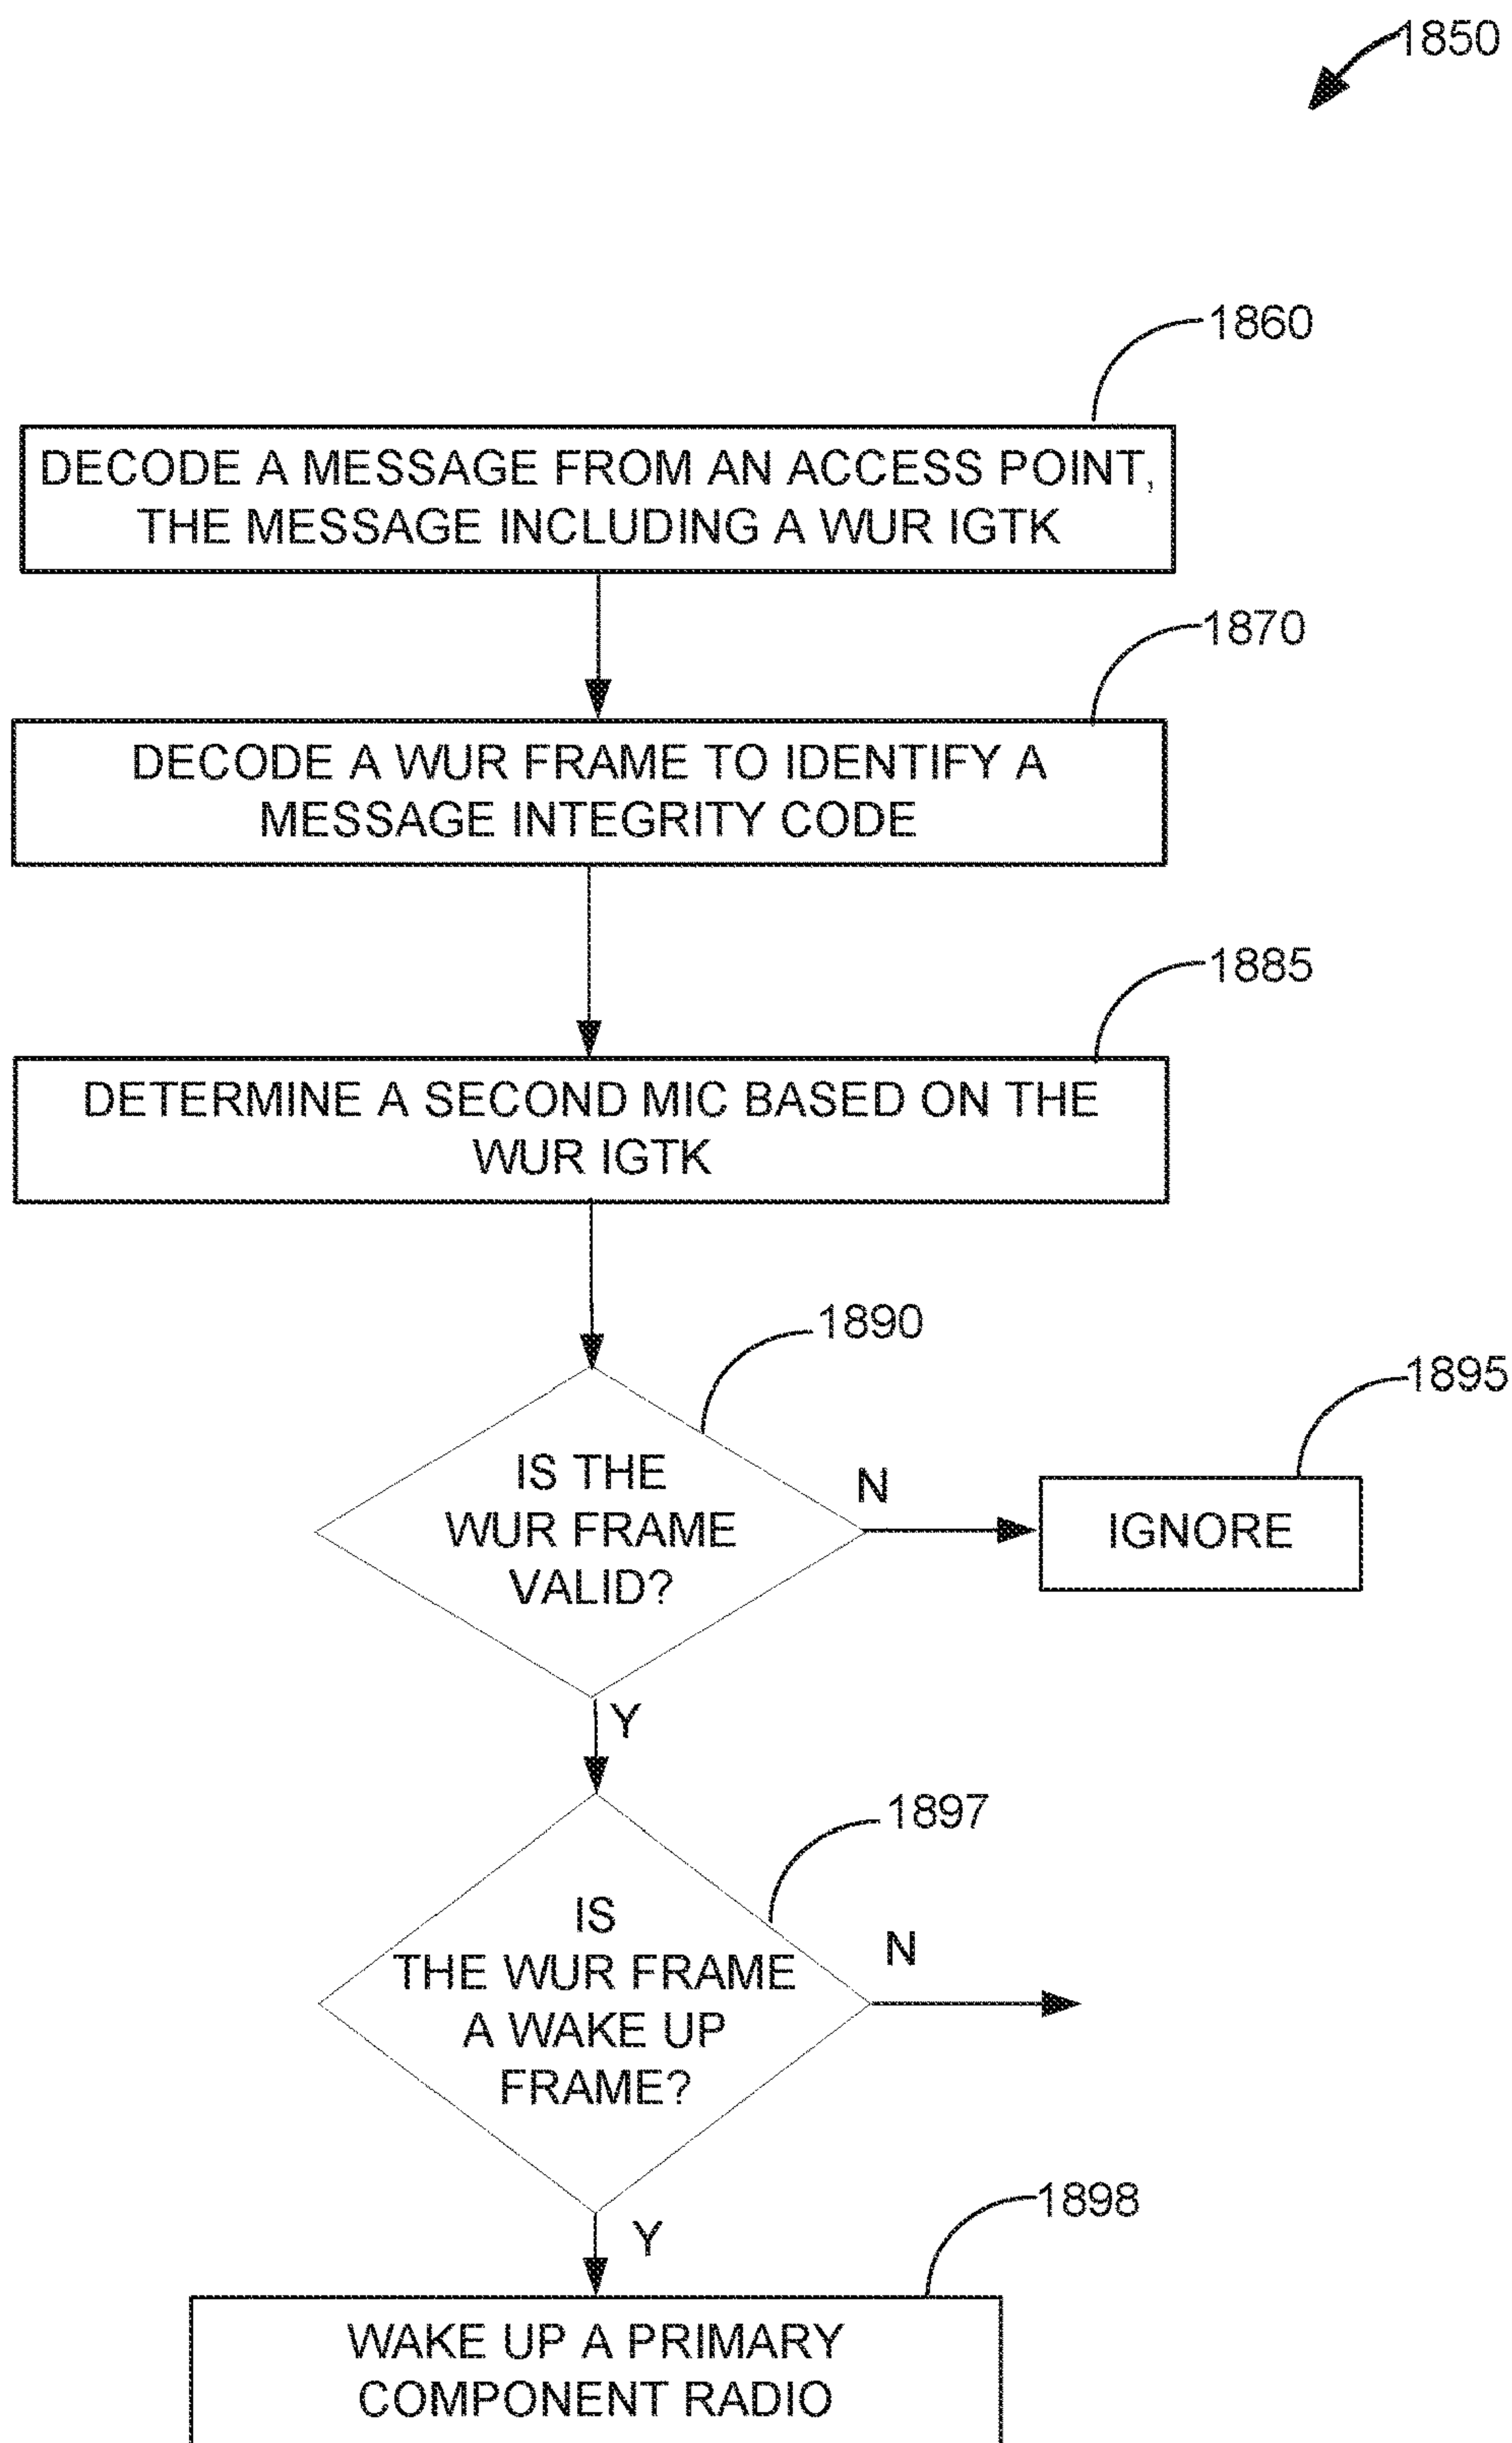 1850
1860
DECODE A MESSAGE FROM AN ACCESS POINT,
THE MESSAGE INCLUDING A WUR IGTK
1870
DECODE A WUR FRAME TO IDENTIFY A
MESSAGE INTEGRITY CODE
1885
DETERMINE A SECOND MIC BASED ON THE
WUR IGTK
1890
1895
IS THE
WUR FRAME
VALID?
N
IGNORE
Y
1897
IS
THE WUR FRAME
A WAKE UP
FRAME?
N
Y
1898
WAKE UP A PRIMARY
COMPONENT RADIO